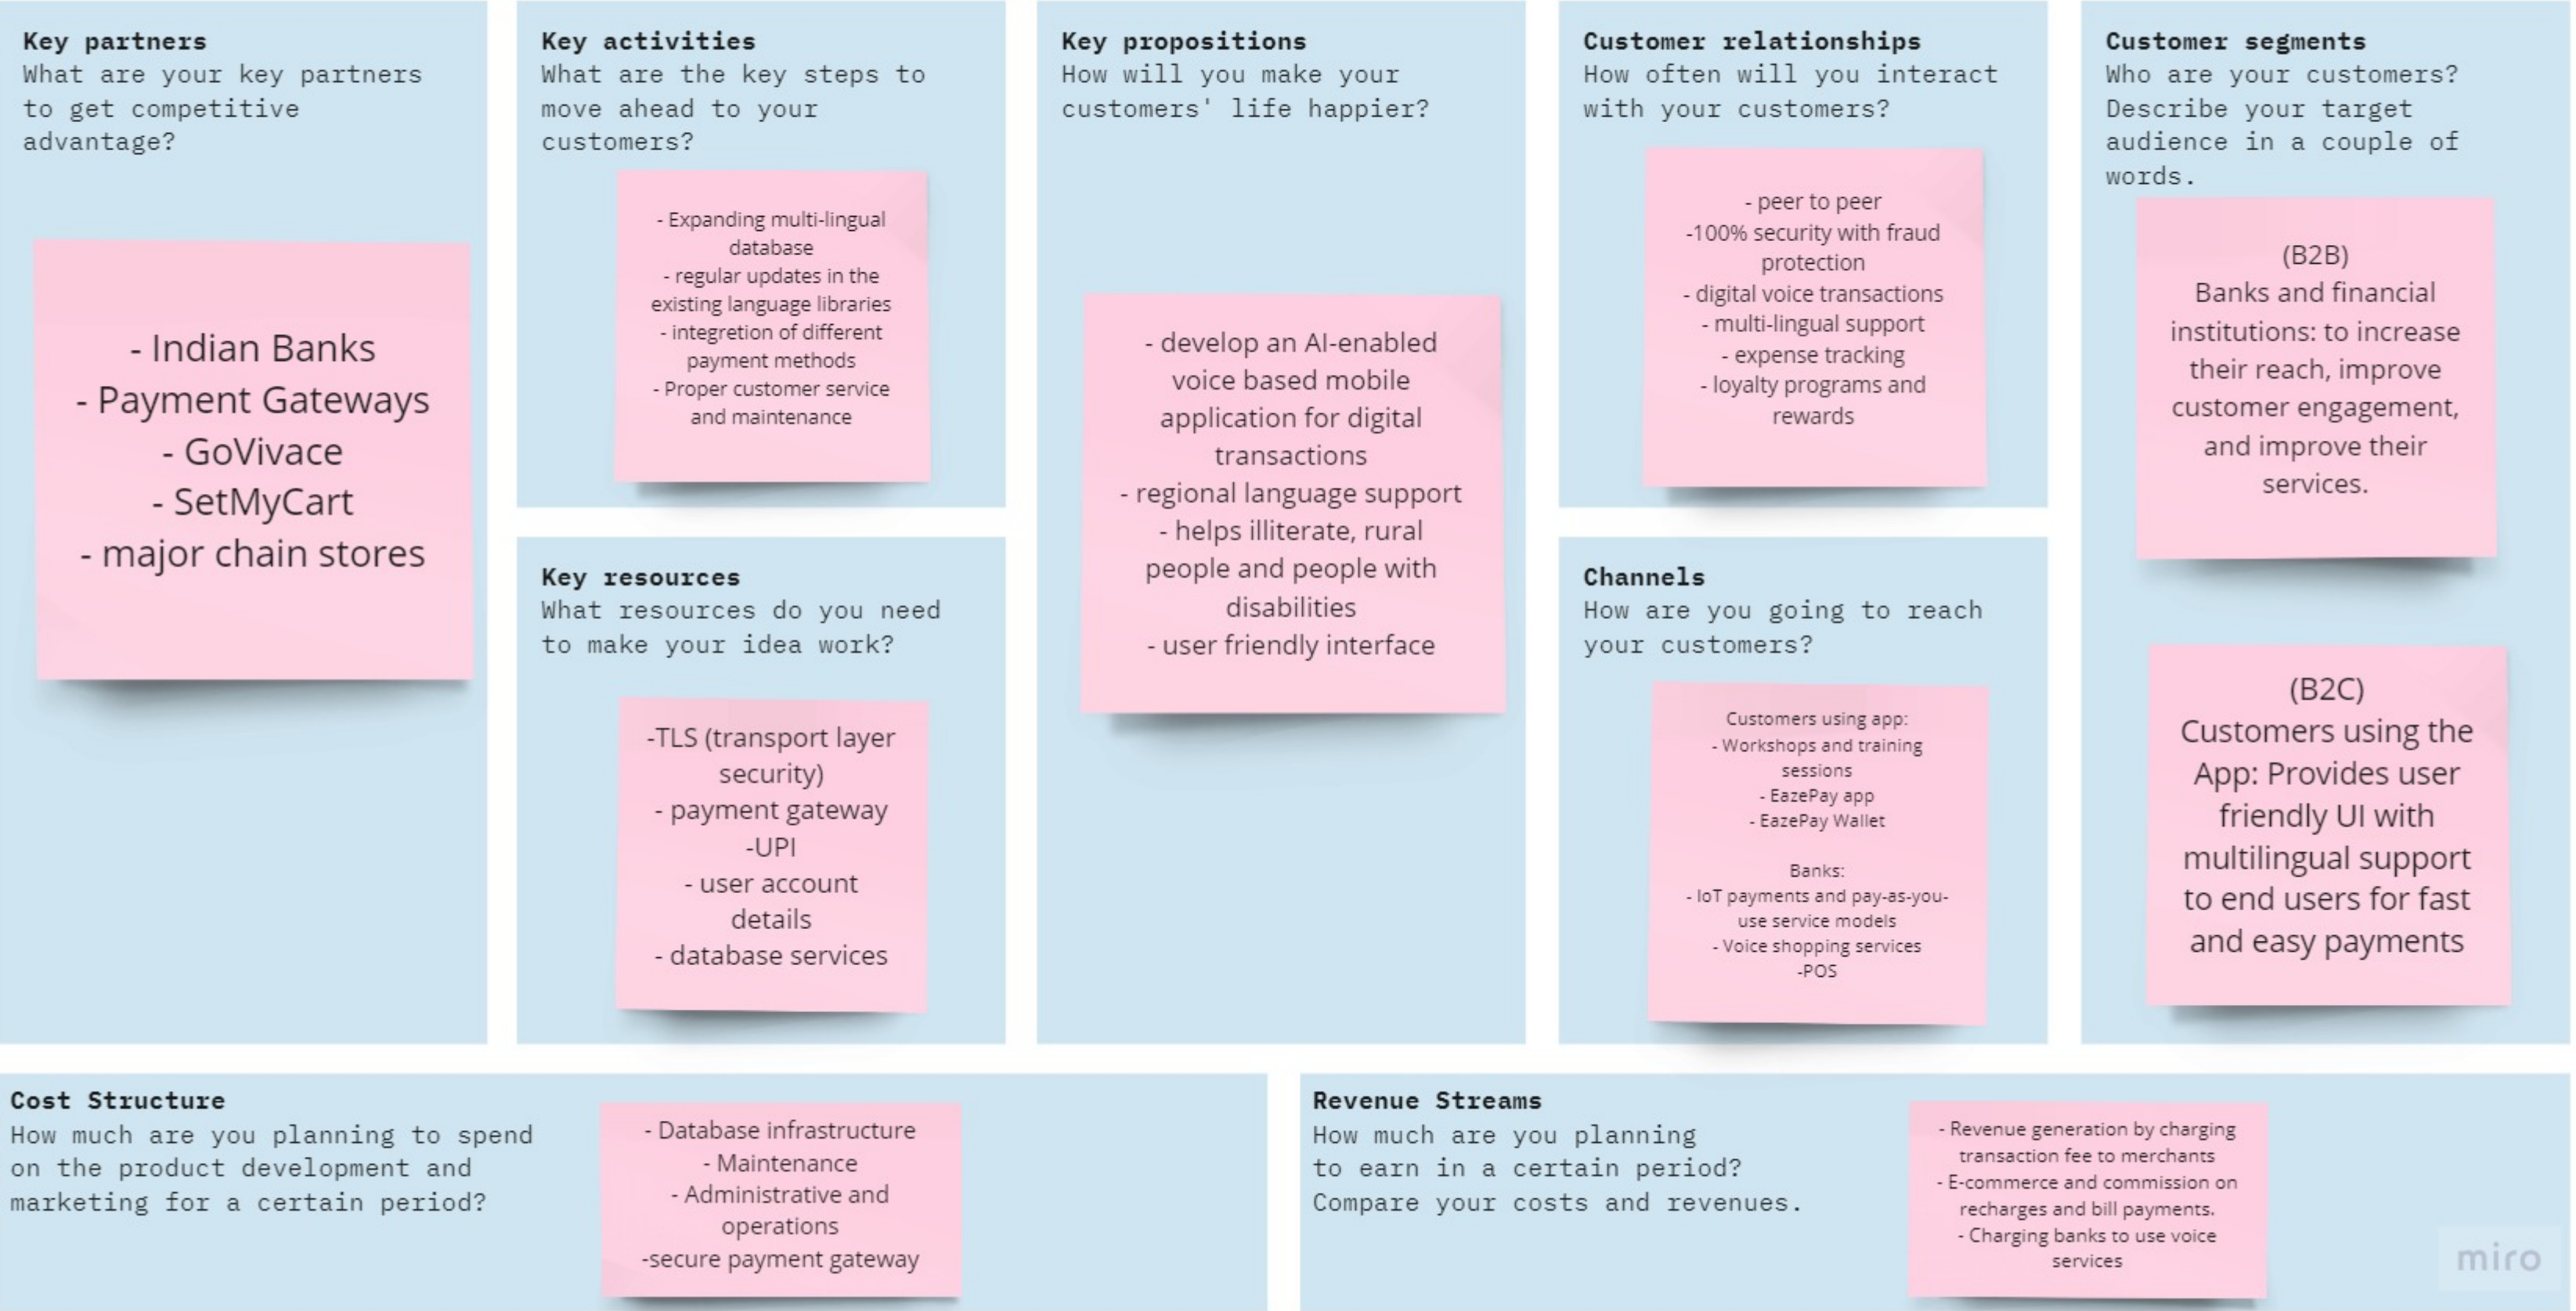 Key partners
What are your key partners
to get competitive
advantage?
- Indian Banks
- Payment Gateways
- GoVivace
- SetMyCart
- major chain stores
Key activities
What are the key steps to
move ahead to your
customers?
- Expanding multi-lingual
database
- regular updates in the
existing language libraries
- integretion of different
payment methods
- Proper customer service
and maintenance
Key resources
What resources do you need
to make your idea work?
-TLS (transport layer
security)
- payment gateway
-UPI
- user account
details
- database services
Key propositions
How will you make your
customers' life happier?
- develop an AI-enabled
voice based mobile
application for digital
transactions
- regional language support
- helps illiterate, rural
people and people with
disabilities
- user friendly interface
Customer relationships
How often will you interact
with your customers?
- peer to peer
-100% security with fraud
protection
- digital voice transactions
- multi-lingual support
- expense tracking
- loyalty programs and
rewards
Channels
How are you going to reach
your customers?
Customers using app:
- Workshops and training
sessions
- EazePay app
- EazePay Wallet
Banks:
- IoT payments and pay-as-you-
use service models
- Voice shopping services
-POS
Customer segments
Who are your customers?
Describe your target
audience in a couple of
words.
(B2B)
Banks and financial
institutions: to increase
their reach, improve
customer engagement,
and improve their
services.
(B2C)
Customers using the
App: Provides user
friendly UI with
multilingual support
to end users for fast
and easy payments
Cost Structure
How much are you planning to spend
on the product development and
marketing for a certain period?
- Database infrastructure
- Maintenance
- Administrative and
operations
-secure payment gateway
Revenue Streams
How much are you planning
to earn in a certain period?
Compare your costs and revenues.
- Revenue generation by charging
transaction fee to merchants
- E-commerce and commission on
recharges and bill payments.
- Charging banks to use voice
services
miro